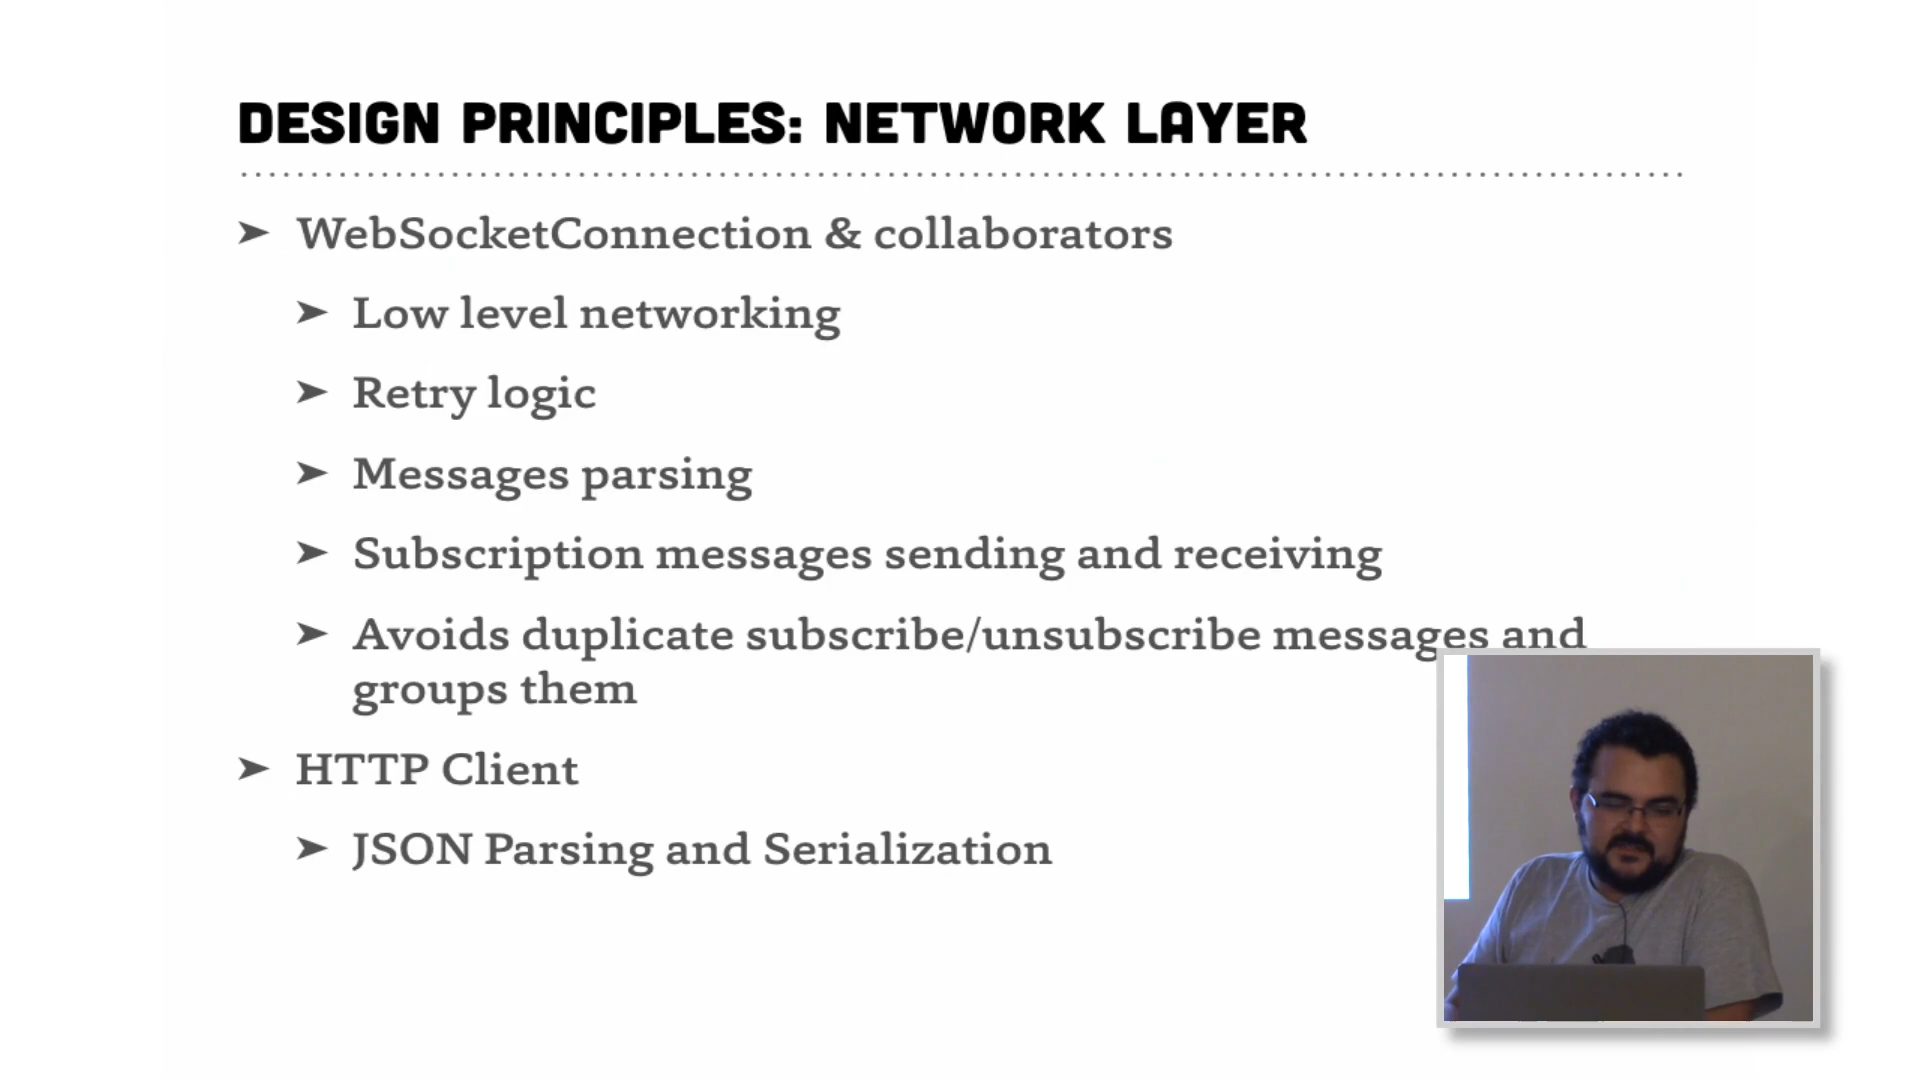 DESIGN PRINCIPLES: NETWORK LAYER
➤ WebSocketConnection & collaborators
➤ Low level networking
➤ Retry logic
➤ Messages parsing
➤ Subscription messages sending and receiving
➤ Avoids duplicate subscribe/unsubscribe messages and
groups them
➤ HTTP Client
➤ JSON Parsing and Serialization